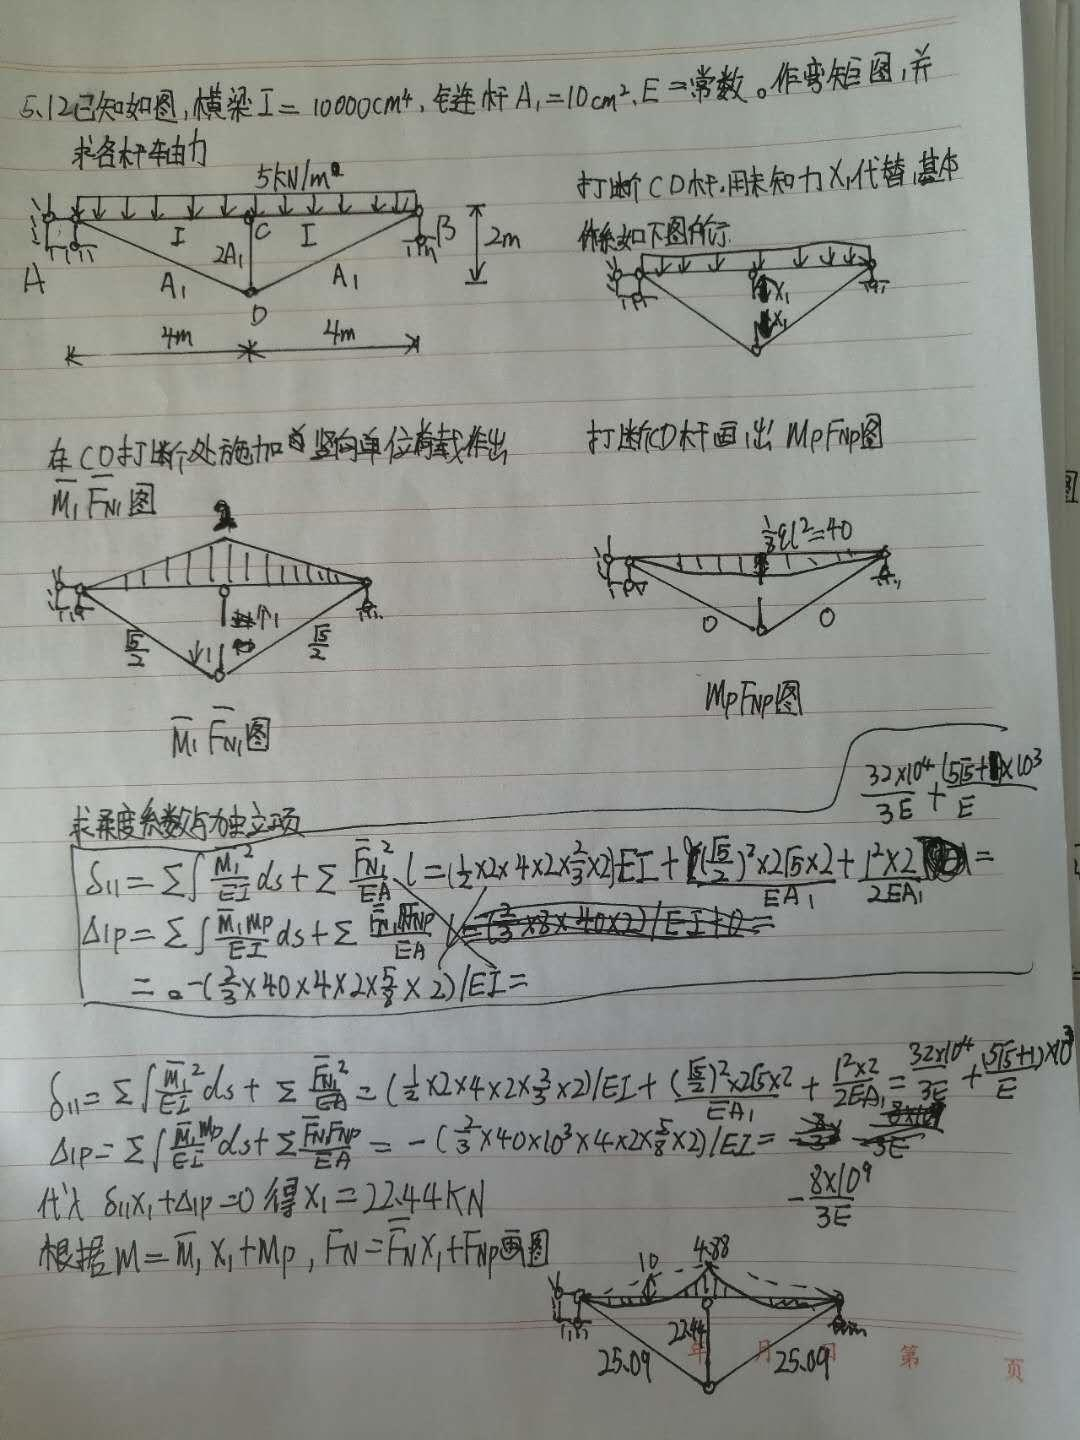 5.12已知如图,横梁I=10000cm⁴,链杆A₁=10cm²,E=常数。作弯矩图,并
求各杆轴力
5kN/m
打断CD杆,用未知力X₁代替,基本
体系如下图所示
A
I
C
I
B
2m
2A₁
A₁
A₁
D
4m
4m
X₁
X₁
在CD打断处施加竖向单位荷载作出
M̄₁ F̄N₁图
打断CD杆画出MpFNp图
2
1
1
√5/2
√5/2
M̄₁ F̄N₁图
⅛ql²=40
0
0
MpFNp图
32×10⁴/3E + (5√5+1)×10³/E
求柔度系数与自由项
δ₁₁=Σ∫M̄₁²/EI ds+Σ F̄N₁²/EA l=(½×2×4×2×⅔×2)EI+(√5/2)²×2√5×2/EA₁+1²×2/2EA₁=
Δ1P=Σ∫M̄₁Mp/EI ds+Σ F̄N₁FNp/EA
=-(⅔×40×4×2×⅝×2)/EI=
δ₁₁=Σ∫M̄₁²/EI ds+Σ F̄N₁²/EA=(½×2×4×2×⅔×2)/EI+(√5/2)²×2√5×2/EA₁+1²×2/2EA₁=32×10⁴/3E+(5√5+1)×10³/E
Δ1P=Σ∫M̄₁Mp/EI ds+Σ F̄N₁FNp/EA=-(⅔×40×10³×4×2×⅝×2)/EI=
-8×10⁹/3E
代入 δ₁₁X₁+Δ1P=0得X₁=22.44KN
根据M=M̄₁X₁+Mp,FN=F̄NX₁+FNp画图
10
4.88
22.44
25.09
25.09
年 月 日 第 页